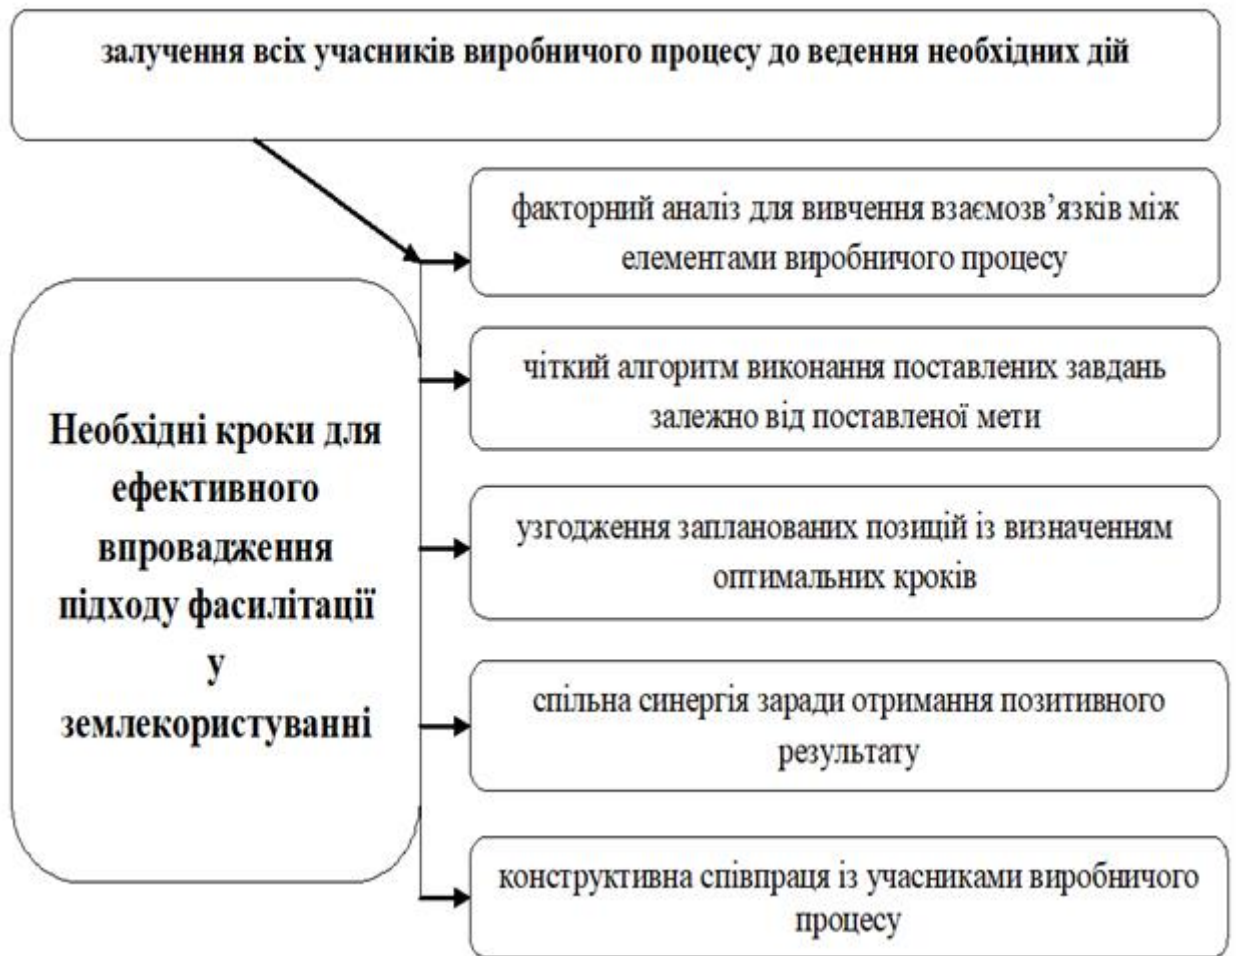 залучення всіх учасників виробничого процесу до ведення необхідних дій
факторний аналіз для вивчення взаємозв’язків між
елементами виробничого процесу
чіткий алгоритм виконання поставлених завдань
залежно від поставленої мети
Необхідні кроки для
ефективного
впровадження
підходу фасилітації
у
землекористуванні
узгодження запланованих позицій із визначенням
оптимальних кроків
спільна синергія заради отримання позитивного
результату
конструктивна співпраця із учасниками виробничого
процесу